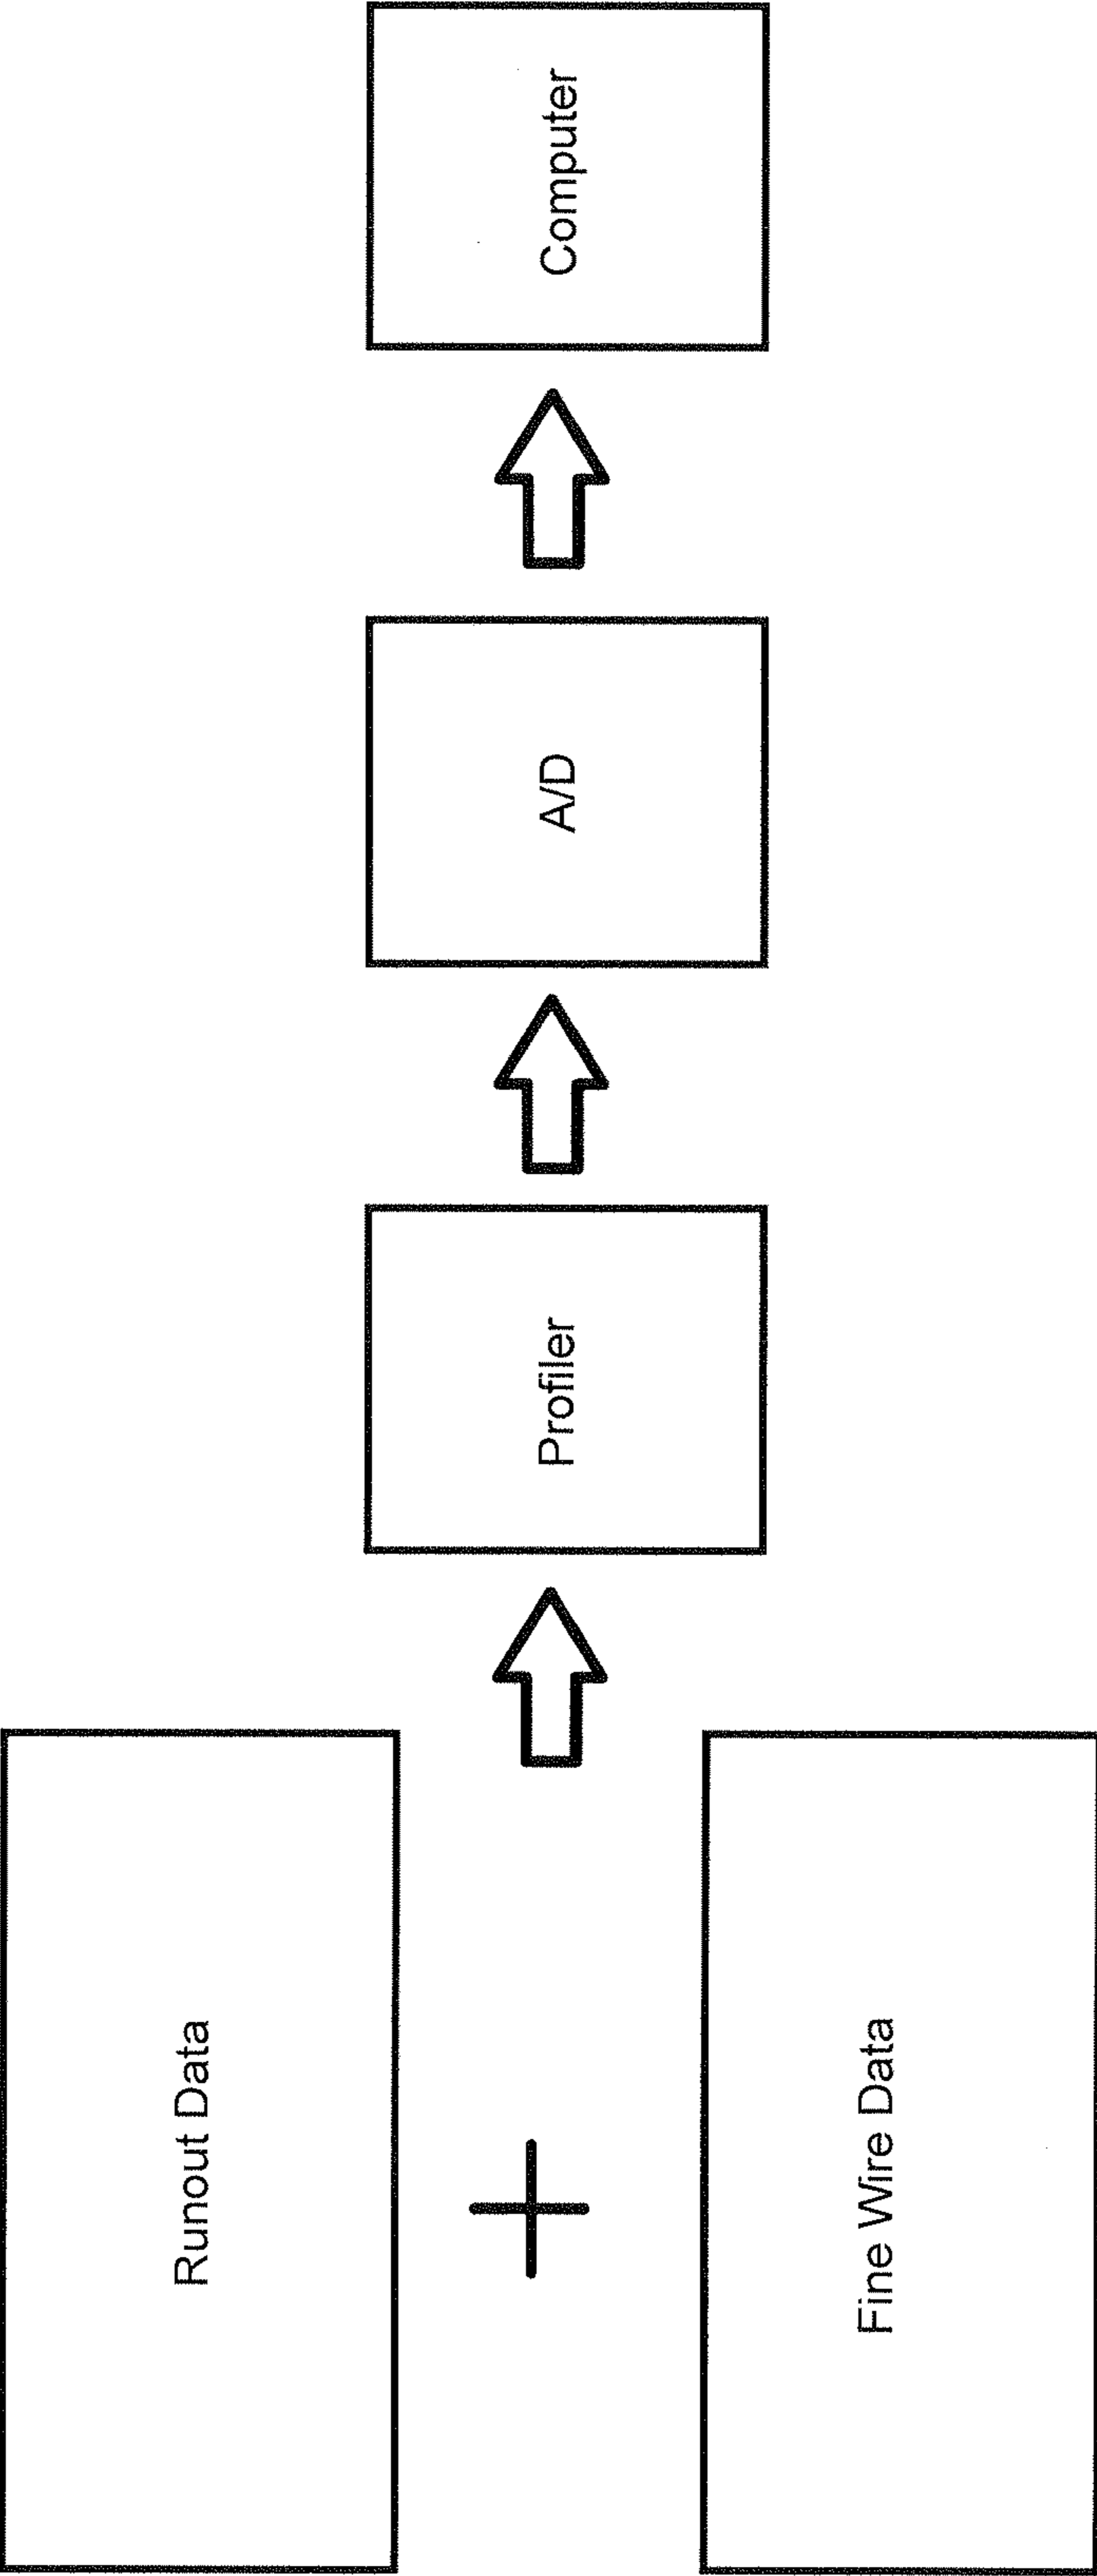 Runout Data
Fine Wire Data
Profiler
A/D
Computer